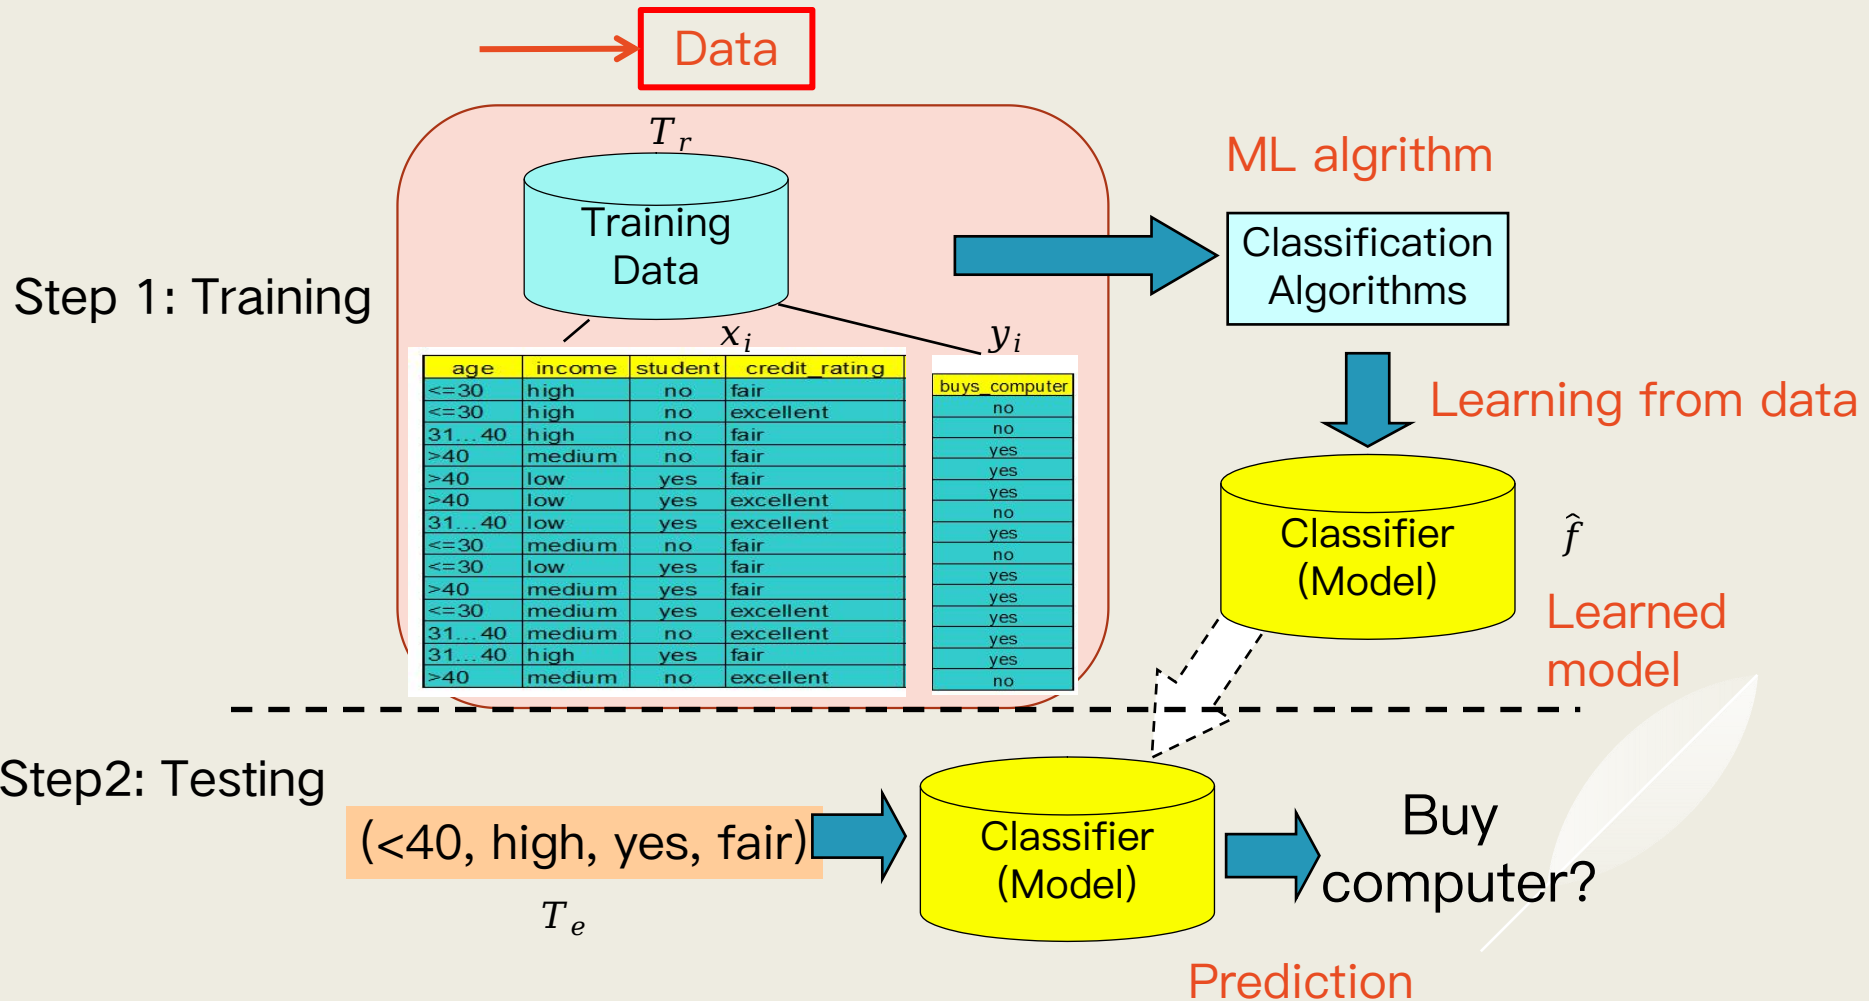 Data
T_r
Training
Data
ML algrithm
Classification
Algorithms
Step 1: Training
x_i
y_i
age income student credit_rating
<=30 high no fair
<=30 high no excellent
31...40 high no fair
>40 medium no fair
>40 low yes fair
>40 low yes excellent
31...40 low yes excellent
<=30 medium no fair
<=30 low yes fair
>40 medium yes fair
<=30 medium yes excellent
31...40 medium no excellent
31...40 high yes fair
>40 medium no excellent
buys_computer
no
no
yes
yes
yes
no
yes
no
yes
yes
yes
yes
yes
no
Learning from data
Classifier
(Model)
f̂
Learned
model
Step2: Testing
(<40, high, yes, fair)
T_e
Classifier
(Model)
Buy
computer?
Prediction